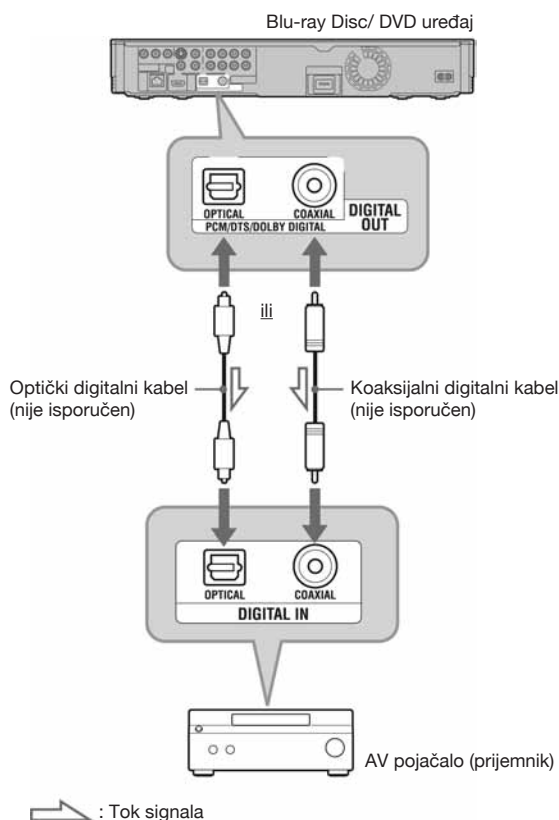 Blu-ray Disc/ DVD uređaj
OPTICAL COAXIAL
PCM/DTS/DOLBY DIGITAL
DIGITAL
OUT
ili
Optički digitalni kabel
(nije isporučen)
Koaksijalni digitalni kabel
(nije isporučen)
OPTICAL COAXIAL
DIGITAL IN
AV pojačalo (prijemnik)
: Tok signala